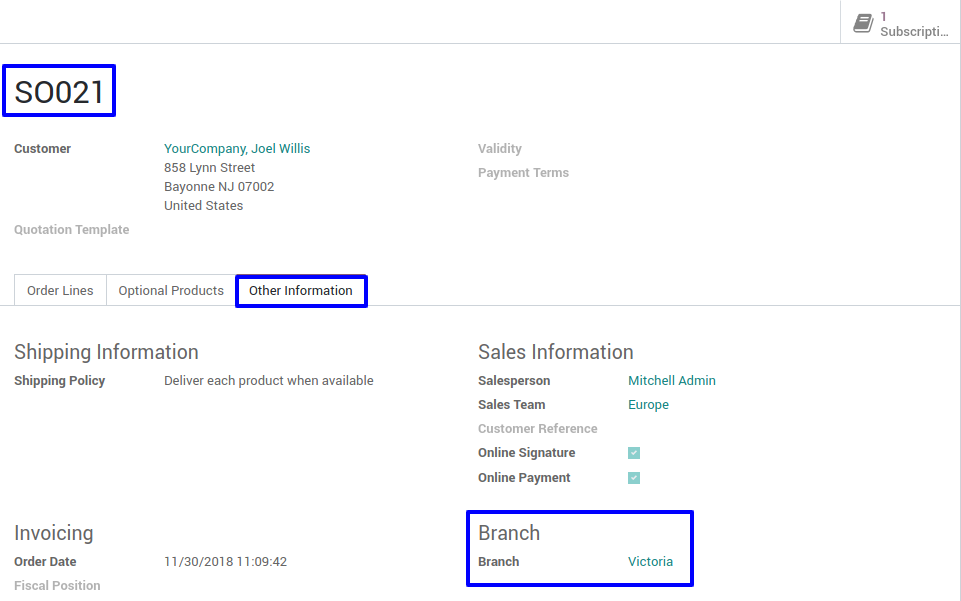 1
Subscripti...
SO021
Customer
YourCompany, Joel Willis
858 Lynn Street
Bayonne NJ 07002
United States
Quotation Template
Validity
Payment Terms
Order Lines
Optional Products
Other Information
Shipping Information
Shipping Policy
Deliver each product when available
Sales Information
Salesperson
Mitchell Admin
Sales Team
Europe
Customer Reference
Online Signature
Online Payment
Invoicing
Order Date
11/30/2018 11:09:42
Fiscal Position
Branch
Branch
Victoria